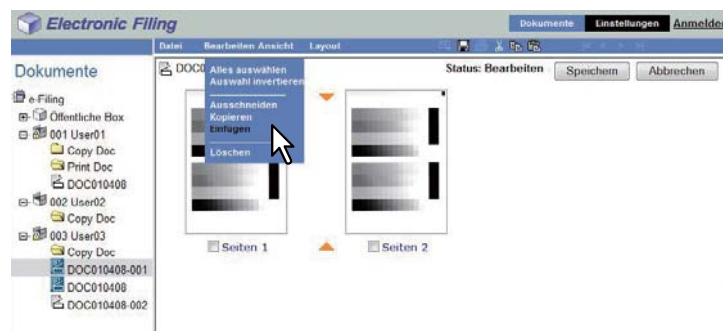 Electronic Filing
Dokumente Einstellungen Anmelden
Datei Bearbeiten Ansicht Layout
Dokumente
Status: Bearbeiten Speichern Abbrechen
Alles auswählen
Auswahl invertieren
Ausschneiden
Kopieren
Einfügen
Löschen
e-Filing
Öffentliche Box
001 User01
Copy Doc
Print Doc
DOC010408
002 User02
Copy Doc
003 User03
Copy Doc
DOC010408-001
DOC010408
DOC010408-002
Seiten 1
Seiten 2